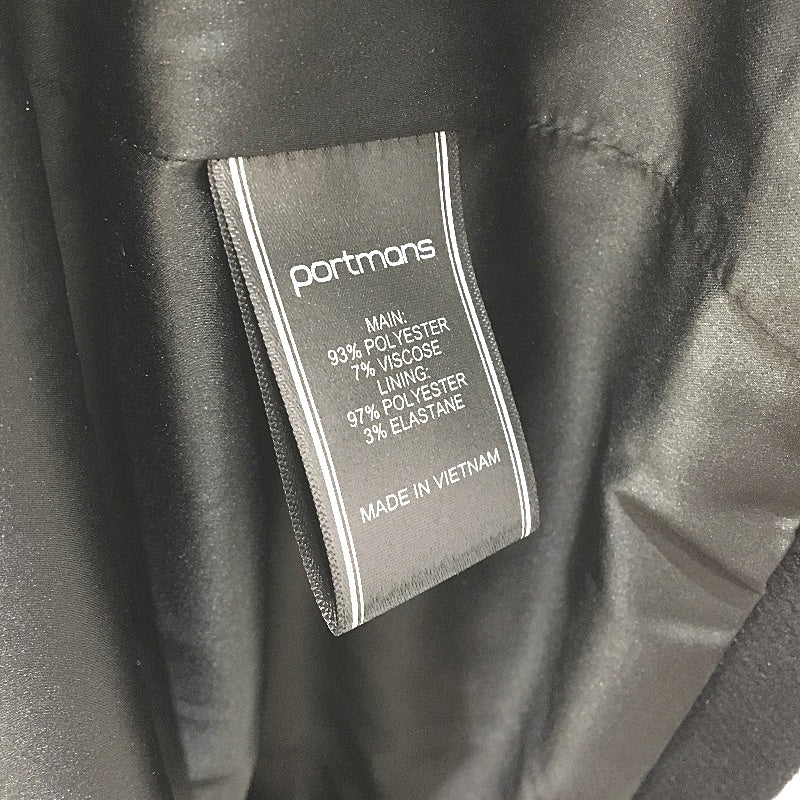 portmans
MAIN:
93% POLYESTER
7% VISCOSE
LINING:
97% POLYESTER
3% ELASTANE
MADE IN VIETNAM